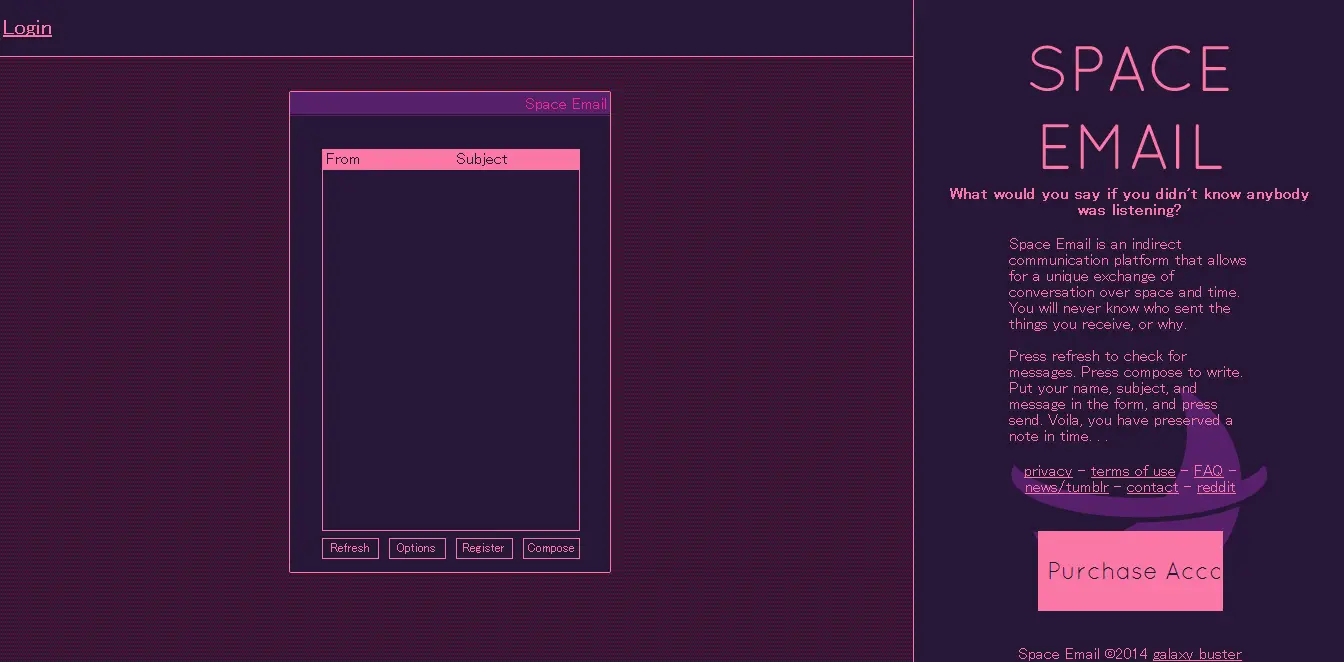 Login
Space Email
From Subject
Refresh Options Register Compose
SPACE
EMAIL
What would you say if you didn't know anybody
was listening?
Space Email is an indirect
communication platform that allows
for a unique exchange of
conversation over space and time.
You will never know who sent the
things you receive, or why.
Press refresh to check for
messages. Press compose to write.
Put your name, subject, and
message in the form, and press
send. Voila, you have preserved a
note in time. . .
privacy - terms of use - FAQ -
news/tumblr - contact - reddit
Purchase Acco
Space Email ©2014 galaxy buster